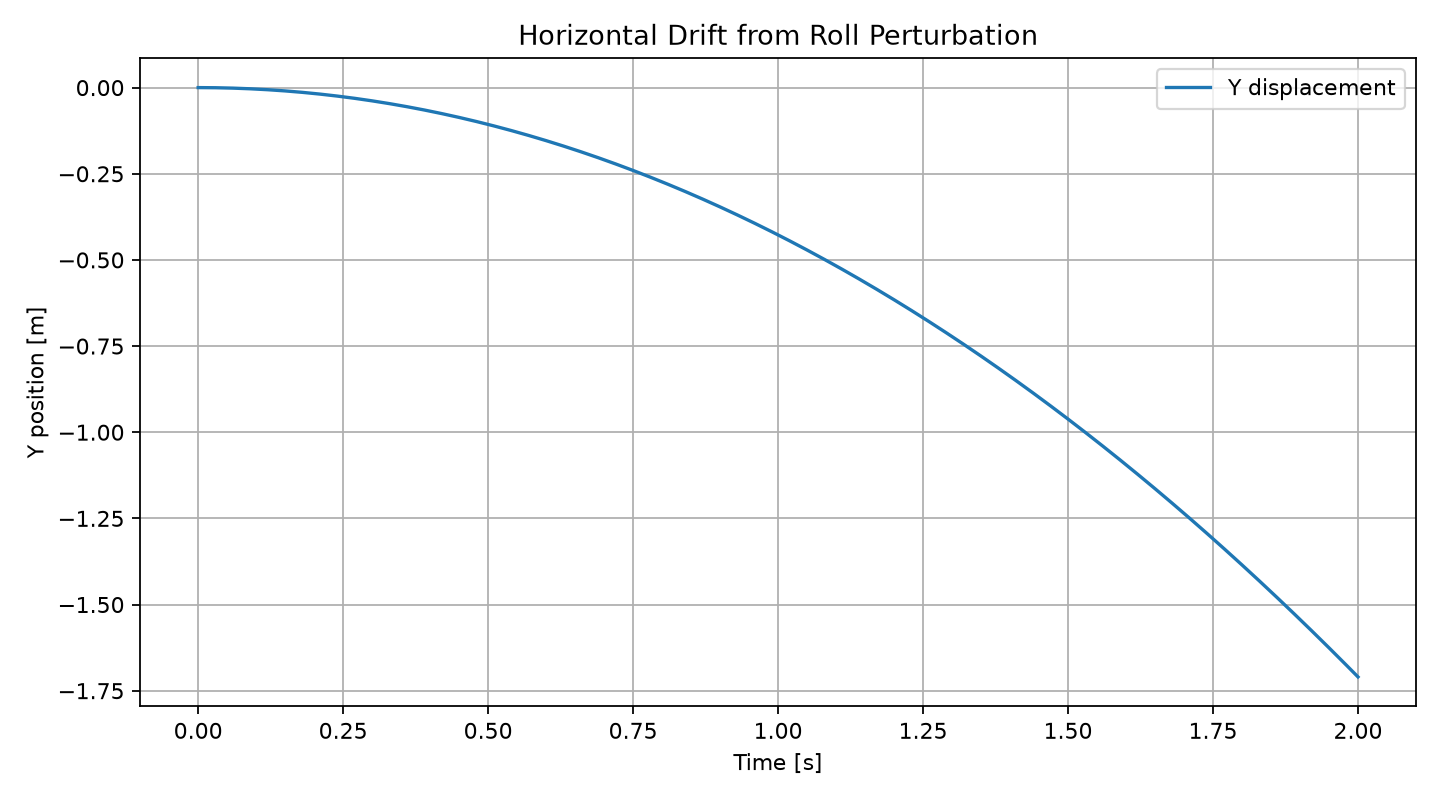 Horizontal Drift from Roll Perturbation
Y displacement
Y position [m]
0.00
−0.25
−0.50
−0.75
−1.00
−1.25
−1.50
−1.75
0.00 0.25 0.50 0.75 1.00 1.25 1.50 1.75 2.00
Time [s]